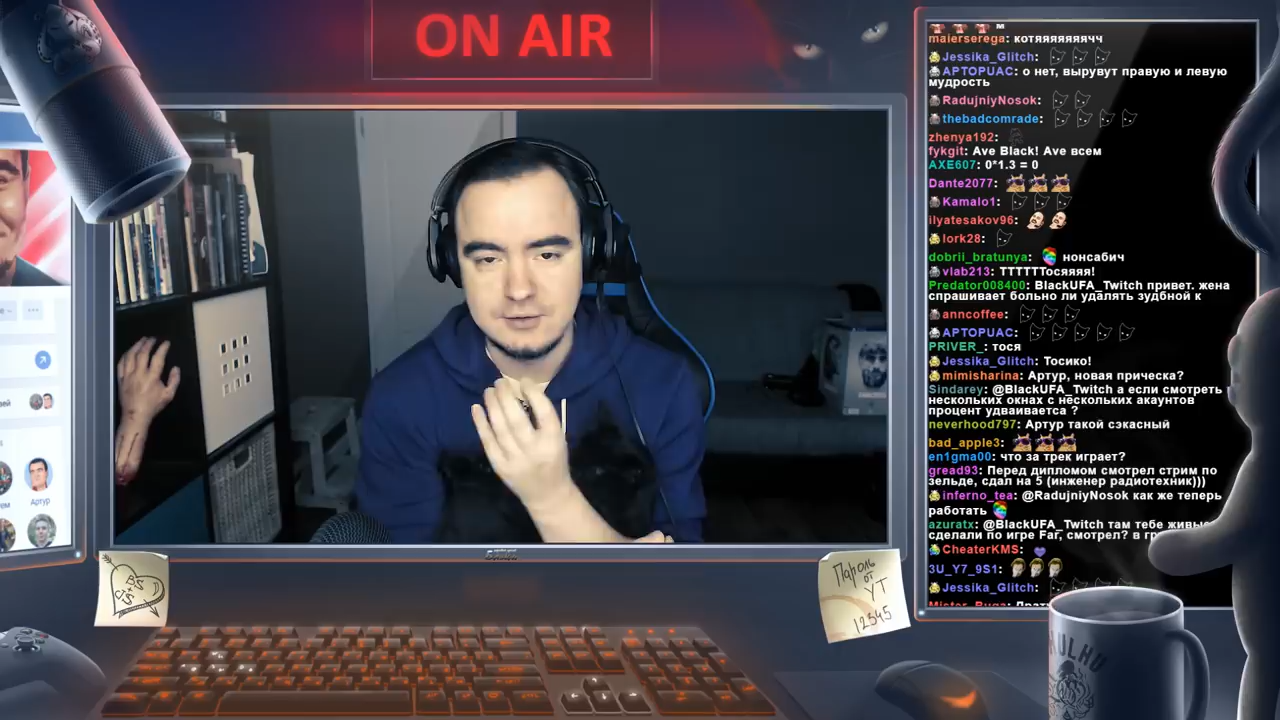 ON AIR
м
maierserega: котяяяяяяяяч
Jessika_Glitch:
APTOPUAC: о нет, вырувут правую и левую
мудрость
RadujniyNosok:
thebadcomrade:
zhenya192:
fykgit: Ave Black! Ave всем
AXE607: 0*1.3 = 0
Dante2077:
Kamalo1:
ilyatesakov96:
lork28:
dobrii_bratunya: нонсабич
vlab213: ТТТТТТосяяяя!
Predator008400: BlackUFA_Twitch привет. жена
спрашивает больно ли удалять зудбной к
anncoffee:
APTOPUAC:
PRIVER_: тося
Jessika_Glitch: Тосико!
mimisharina: Артур, новая прическа?
Sindarey: @BlackUFA_Twitch а если смотреть
нескольких окнах с нескольких акаунтов
процент удваивается ?
neverhood797: Артур такой сэкасный
bad_apple3:
en1gma00: что за трек играет?
gread93: Перед дипломом смотрел стрим по
зельде, сдал на 5 (инженер радиотехник)))
inferno_tea: @RadujniyNosok как же теперь
работать
azuratx: @BlackUFA_Twitch там тебе живы
сделали по игре Far, смотрел? в гр
CheaterKMS:
3U_Y7_9S1:
Jessika_Glitch:
Артур
Пароль
от
YT
12345